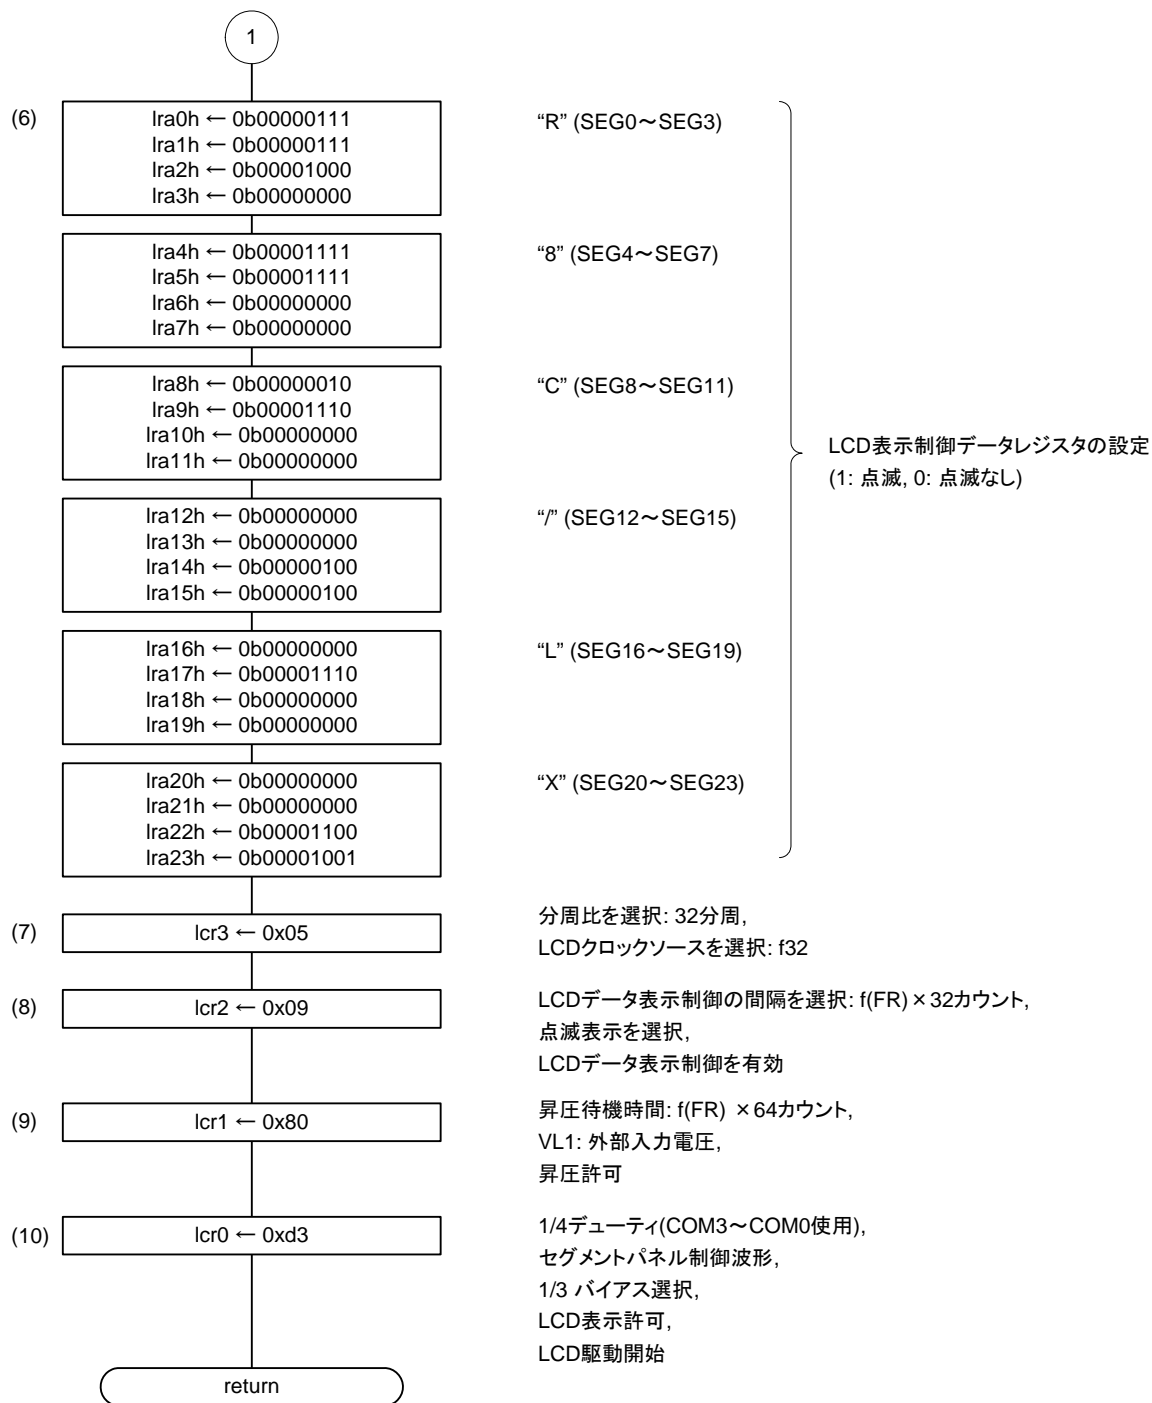 1
(6)
lra0h ← 0b00000111
lra1h ← 0b00000111
lra2h ← 0b00001000
lra3h ← 0b00000000
“R” (SEG0～SEG3)
lra4h ← 0b00001111
lra5h ← 0b00001111
lra6h ← 0b00000000
lra7h ← 0b00000000
“8” (SEG4～SEG7)
lra8h ← 0b00000010
lra9h ← 0b00001110
lra10h ← 0b00000000
lra11h ← 0b00000000
“C” (SEG8～SEG11)
LCD表示制御データレジスタの設定
(1: 点滅, 0: 点滅なし)
lra12h ← 0b00000000
lra13h ← 0b00000000
lra14h ← 0b00000100
lra15h ← 0b00000100
“/” (SEG12～SEG15)
lra16h ← 0b00000000
lra17h ← 0b00001110
lra18h ← 0b00000000
lra19h ← 0b00000000
“L” (SEG16～SEG19)
lra20h ← 0b00000000
lra21h ← 0b00000000
lra22h ← 0b00001100
lra23h ← 0b00001001
“X” (SEG20～SEG23)
(7)
lcr3 ← 0x05
分周比を選択: 32分周,
LCDクロックソースを選択: f32
(8)
lcr2 ← 0x09
LCDデータ表示制御の間隔を選択: f(FR)×32カウント,
点滅表示を選択,
LCDデータ表示制御を有効
(9)
lcr1 ← 0x80
昇圧待機時間: f(FR) ×64カウント,
VL1: 外部入力電圧,
昇圧許可
(10)
lcr0 ← 0xd3
1/4デューティ(COM3～COM0使用),
セグメントパネル制御波形,
1/3 バイアス選択,
LCD表示許可,
LCD駆動開始
return